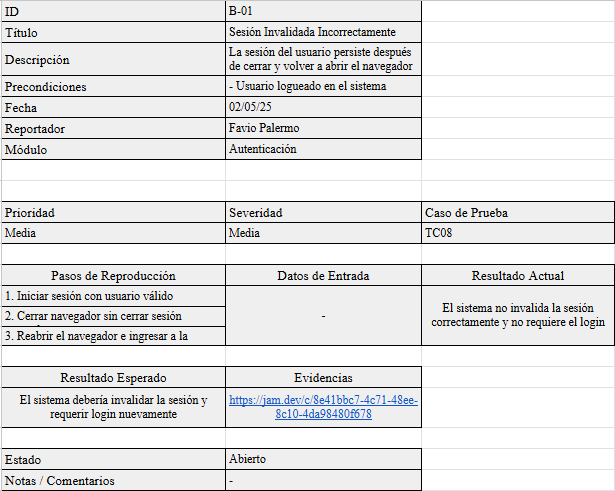 ID B-01
Título Sesión Invalidada Incorrectamente
Descripción La sesión del usuario persiste después
de cerrar y volver a abrir el navegador
Precondiciones - Usuario logueado en el sistema
Fecha 02/05/25
Reportador Favio Palermo
Módulo Autenticación
Prioridad Severidad Caso de Prueba
Media Media TC08
Pasos de Reproducción Datos de Entrada Resultado Actual
1. Iniciar sesión con usuario válido
2. Cerrar navegador sin cerrar sesión
3. Reabrir el navegador e ingresar a la
-
El sistema no invalida la sesión
correctamente y no requiere el login
Resultado Esperado Evidencias
El sistema debería invalidar la sesión y
requerir login nuevamente
https://jam.dev/c/8e41bbc7-4c71-48ee-
8c10-4da98480f678
Estado Abierto
Notas / Comentarios -